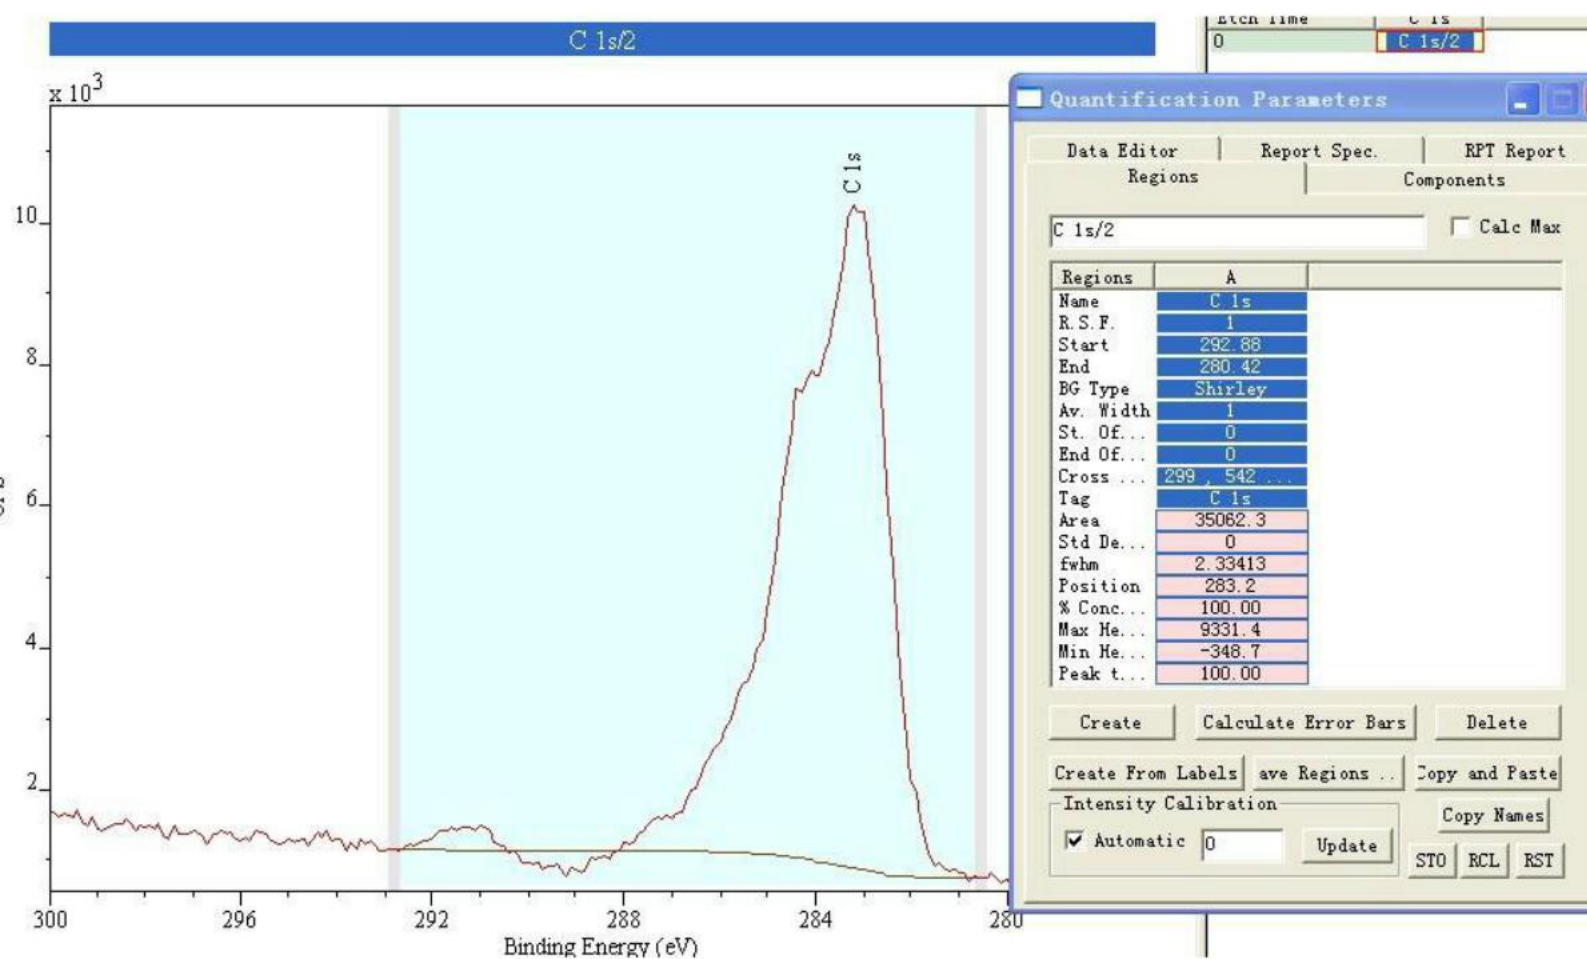 C 1s/2
Etch Time C 1s
0 C 1s/2
x 10³
10
8
6
4
2
C 1s
300 296 292 288 284 280
Binding Energy (eV)
Quantification Parameters
Data Editor Report Spec. RPT Report
Regions Components
C 1s/2 Calc Max
Regions A
Name C 1s
R.S.F. 1
Start 292.88
End 280.42
BG Type Shirley
Av. Width 1
St. Of... 0
End Of... 0
Cross ... 299 , 542 ...
Tag C 1s
Area 35062.3
Std De... 0
fwhm 2.33413
Position 283.2
% Conc... 100.00
Max He... 9331.4
Min He... -348.7
Peak t... 100.00
Create Calculate Error Bars Delete
Create From Labels ave Regions .. Copy and Paste
Intensity Calibration Copy Names
Automatic 0 Update
STO RCL RST